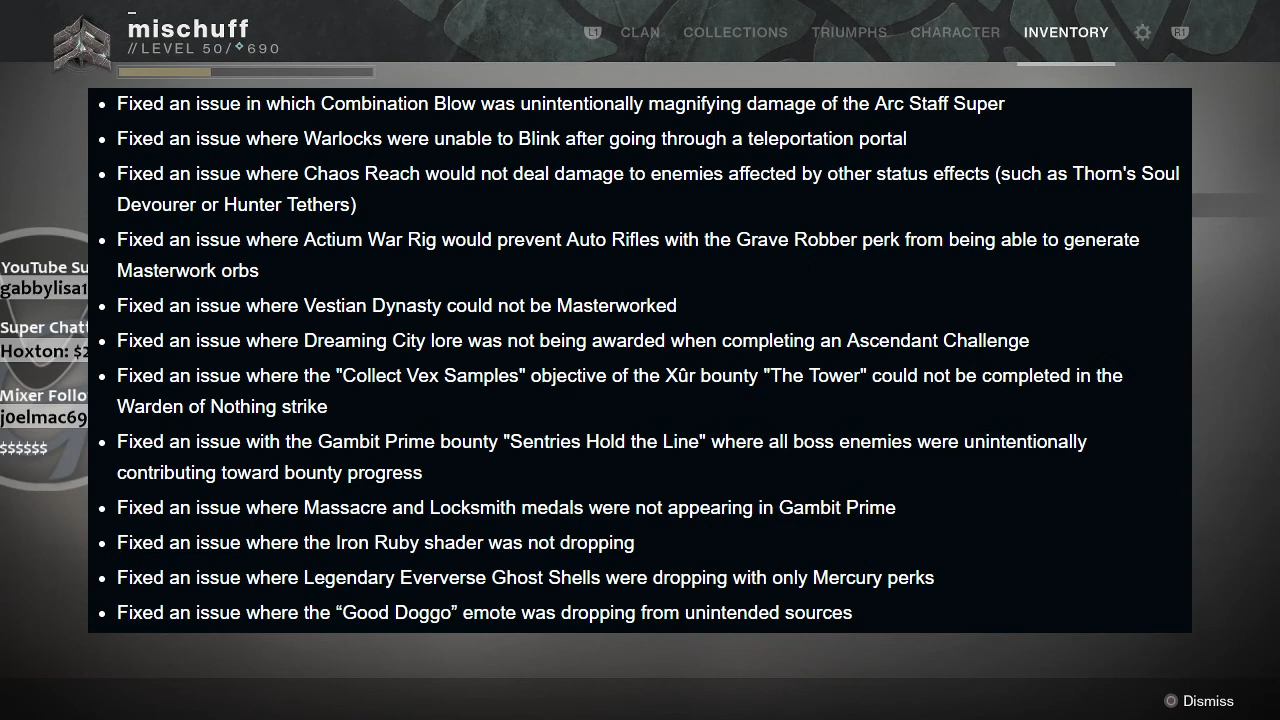 mischuff
//LEVEL 50/✧690
L1 CLAN COLLECTIONS TRIUMPHS CHARACTER INVENTORY R1
• Fixed an issue in which Combination Blow was unintentionally magnifying damage of the Arc Staff Super
• Fixed an issue where Warlocks were unable to Blink after going through a teleportation portal
• Fixed an issue where Chaos Reach would not deal damage to enemies affected by other status effects (such as Thorn's Soul
Devourer or Hunter Tethers)
• Fixed an issue where Actium War Rig would prevent Auto Rifles with the Grave Robber perk from being able to generate
Masterwork orbs
• Fixed an issue where Vestian Dynasty could not be Masterworked
• Fixed an issue where Dreaming City lore was not being awarded when completing an Ascendant Challenge
• Fixed an issue where the "Collect Vex Samples" objective of the Xûr bounty "The Tower" could not be completed in the
Warden of Nothing strike
• Fixed an issue with the Gambit Prime bounty "Sentries Hold the Line" where all boss enemies were unintentionally
contributing toward bounty progress
• Fixed an issue where Massacre and Locksmith medals were not appearing in Gambit Prime
• Fixed an issue where the Iron Ruby shader was not dropping
• Fixed an issue where Legendary Eververse Ghost Shells were dropping with only Mercury perks
• Fixed an issue where the “Good Doggo” emote was dropping from unintended sources
YouTube Su
gabbylisa1
Super Chatt
Hoxton: $2
Mixer Follo
j0elmac69
$$$$$$
Dismiss